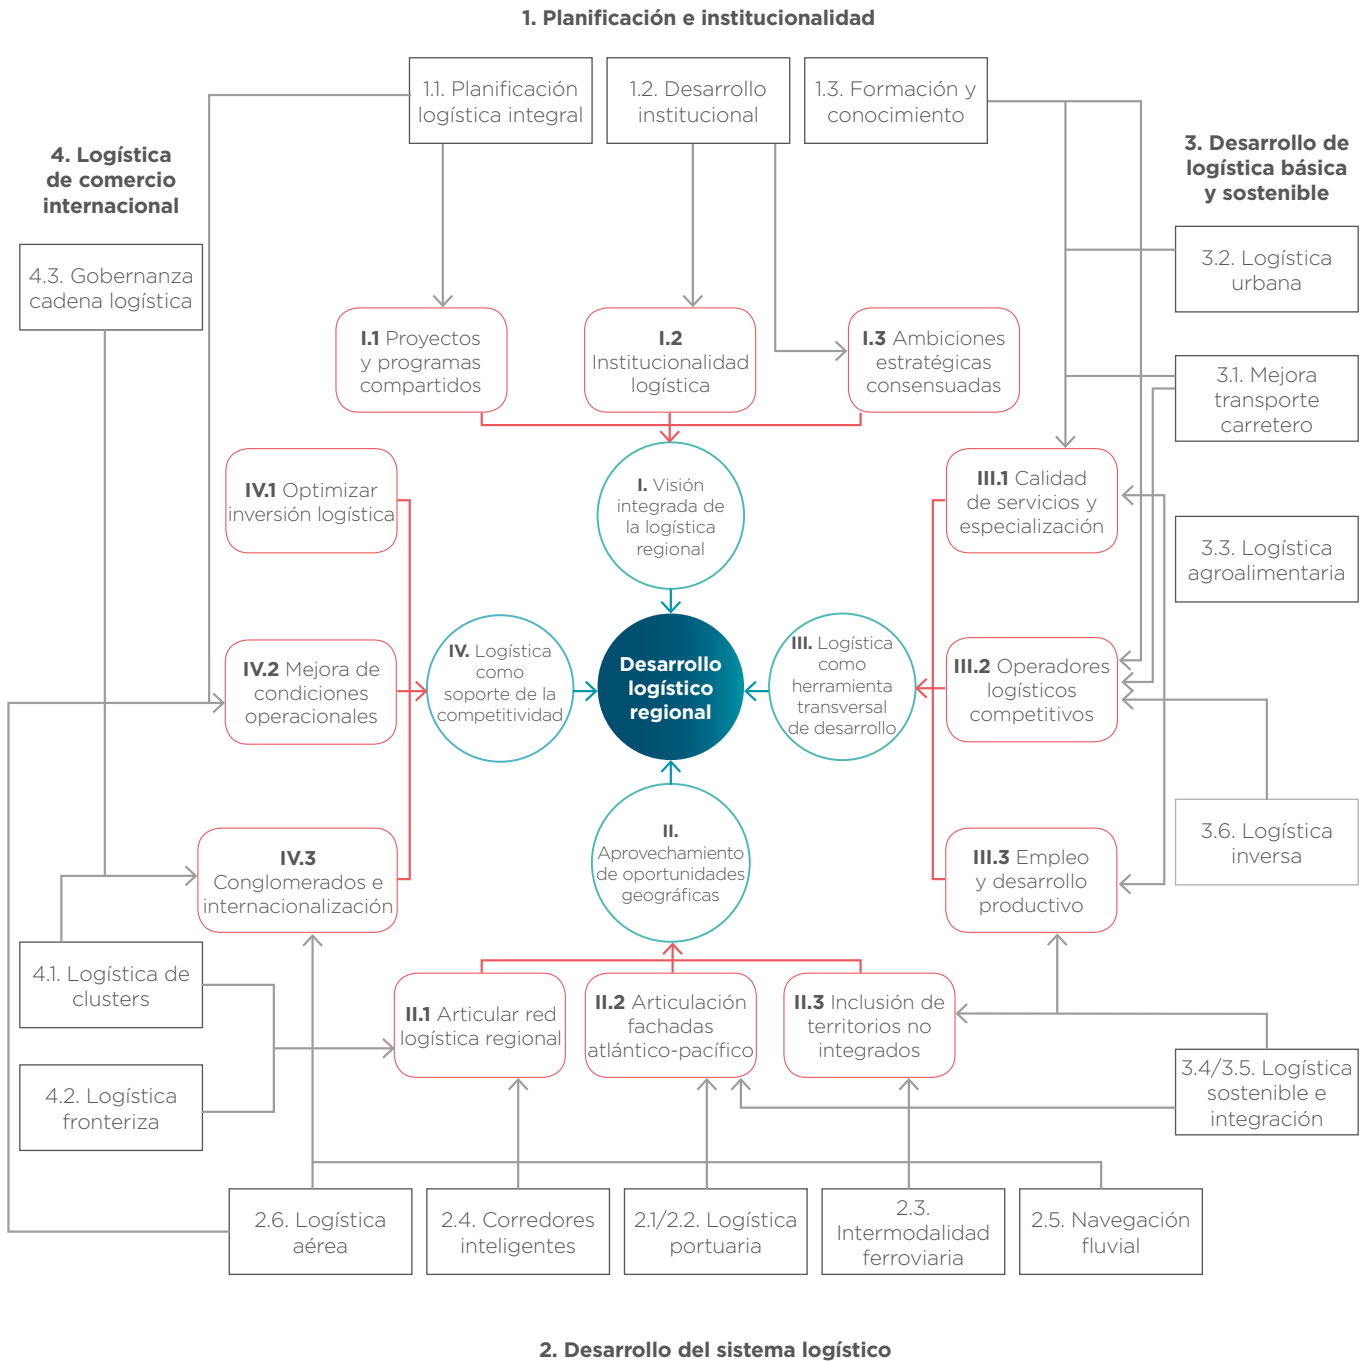 1. Planificación e institucionalidad
1.1. Planificación
logística integral
1.2. Desarrollo
institucional
1.3. Formación y
conocimiento
4. Logística
de comercio
internacional
3. Desarrollo de
logística básica
y sostenible
4.3. Gobernanza
cadena logística
3.2. Logística
urbana
I.1 Proyectos
y programas
compartidos
I.2
Institucionalidad
logística
I.3 Ambiciones
estratégicas
consensuadas
3.1. Mejora
transporte
carretero
IV.1 Optimizar
inversión logística
I. Visión
integrada de
la logística
regional
III.1 Calidad
de servicios y
especialización
3.3. Logística
agroalimentaria
IV.2 Mejora de
condiciones
operacionales
IV. Logística
como
soporte de la
competitividad
Desarrollo
logístico
regional
III. Logística
como
herramienta
transversal
de desarrollo
III.2 Operadores
logísticos
competitivos
IV.3
Conglomerados e
internacionalización
II.
Aprovechamiento
de oportunidades
geográficas
III.3 Empleo
y desarrollo
productivo
3.6. Logística
inversa
4.1. Logística de
clusters
II.1 Articular red
logística regional
II.2 Articulación
fachadas
atlántico-pacífico
II.3 Inclusión de
territorios no
integrados
4.2. Logística
fronteriza
3.4/3.5. Logística
sostenible e
integración
2.6. Logística
aérea
2.4. Corredores
inteligentes
2.1/2.2. Logística
portuaria
2.3.
Intermodalidad
ferroviaria
2.5. Navegación
fluvial
2. Desarrollo del sistema logístico